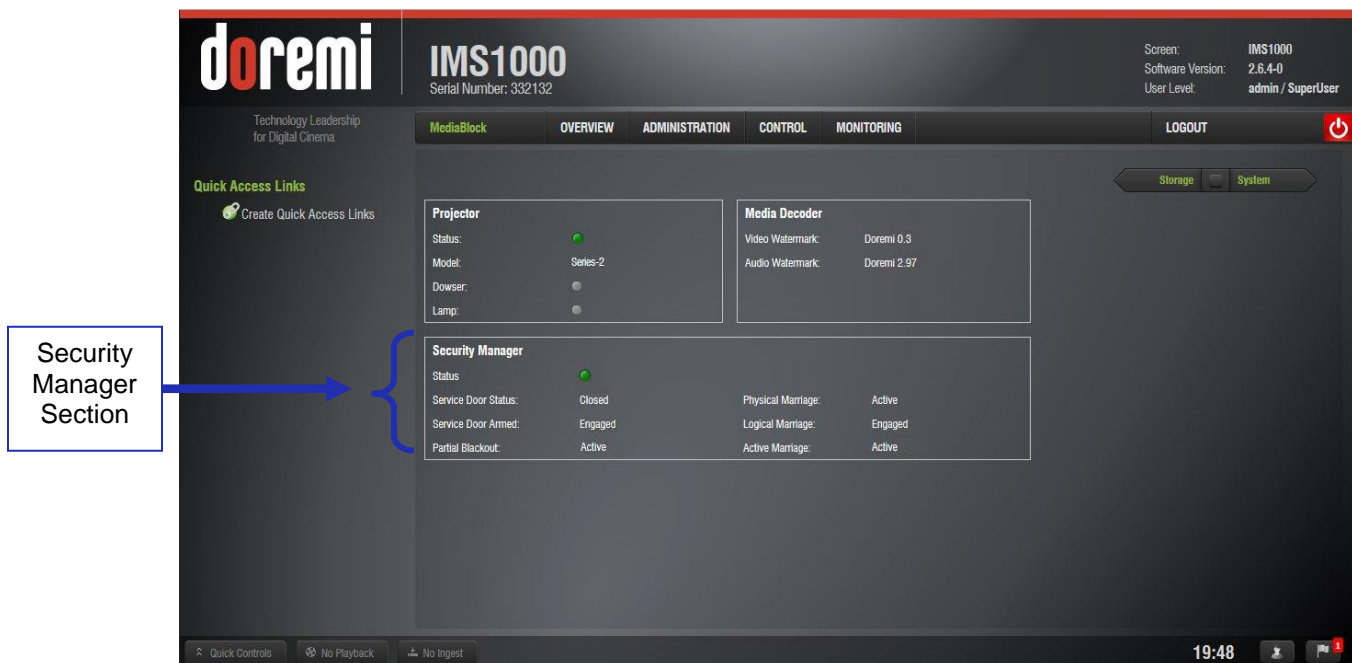 doremi
Technology Leadership
for Digital Cinema
IMS1000
Serial Number: 332132
Screen: IMS1000
Software Version: 2.6.4-0
User Level: admin / SuperUser
MediaBlock OVERVIEW ADMINISTRATION CONTROL MONITORING LOGOUT
Quick Access Links
Create Quick Access Links
Storage System
Projector
Status:
Model: Series-2
Dowser:
Lamp:
Media Decoder
Video Watermark: Doremi 0.3
Audio Watermark: Doremi 2.97
Security
Manager
Section
Security Manager
Status
Service Door Status: Closed Physical Marriage: Active
Service Door Armed: Engaged Logical Marriage: Engaged
Partial Blackout: Active Active Marriage: Active
Quick Controls No Playback No Ingest 19:48 1